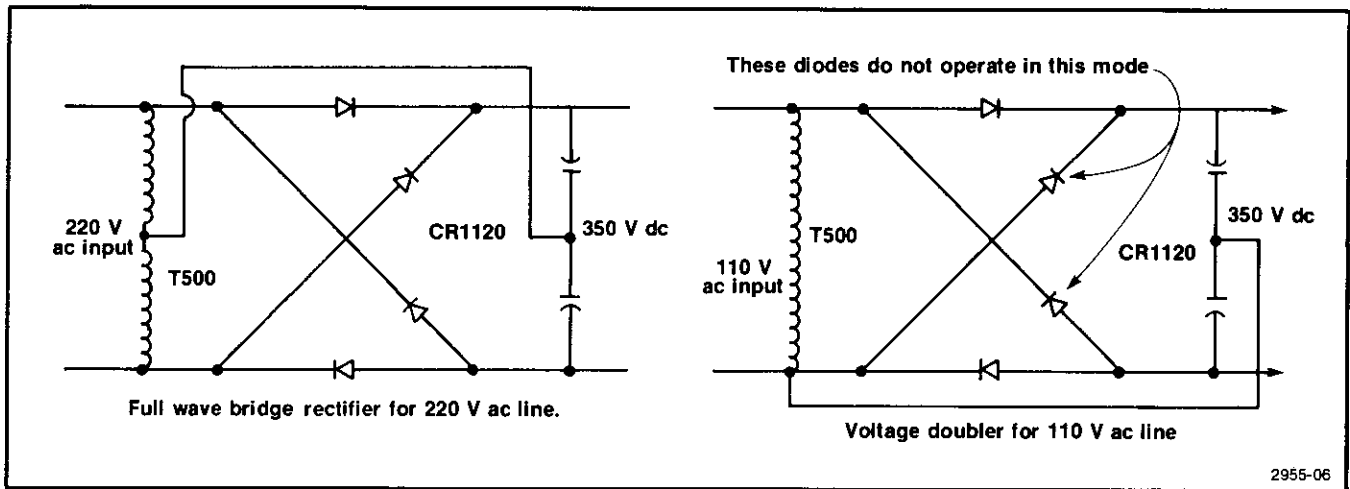 220 V
ac input
T500
CR1120
350 V dc
Full wave bridge rectifier for 220 V ac line.
These diodes do not operate in this mode
T500
110 V
ac input
CR1120
350 V dc
Voltage doubler for 110 V ac line
2955-06